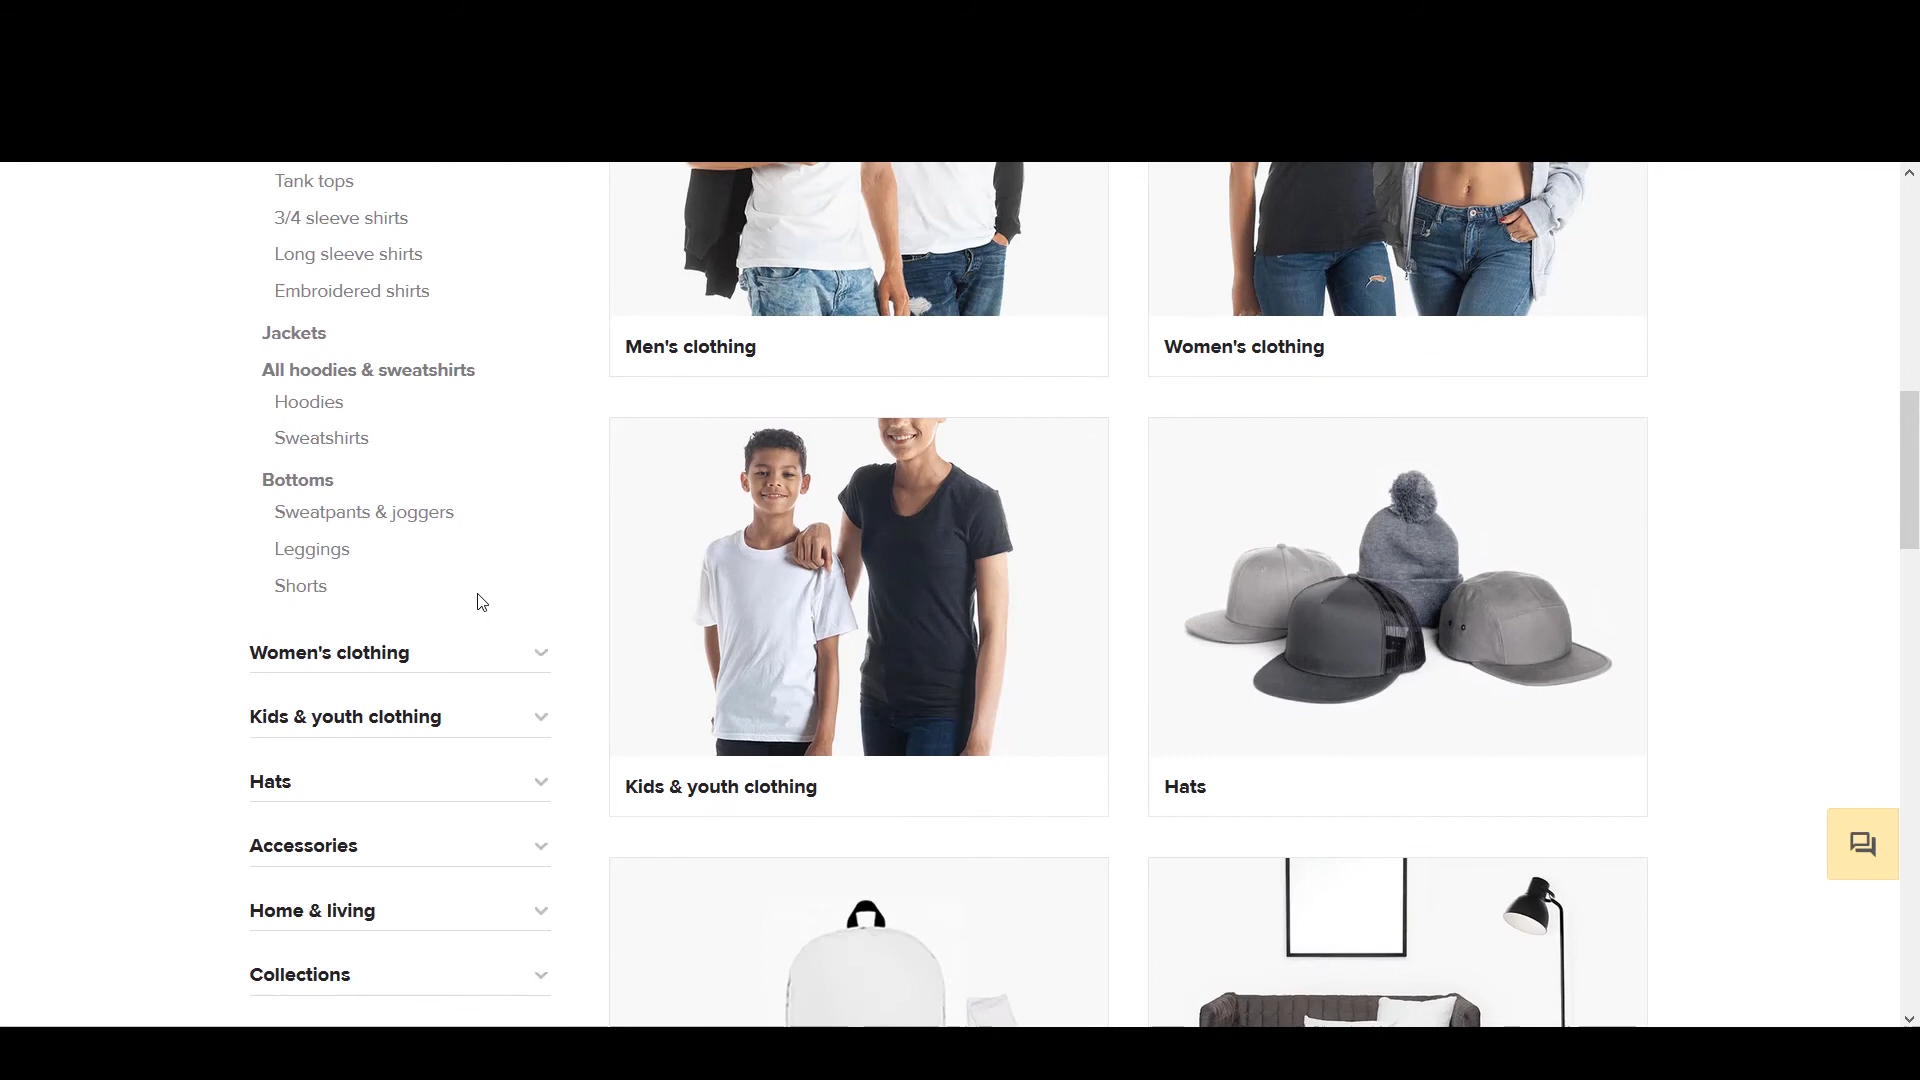 Tank tops
3/4 sleeve shirts
Long sleeve shirts
Embroidered shirts
Jackets
All hoodies & sweatshirts
Hoodies
Sweatshirts
Bottoms
Sweatpants & joggers
Leggings
Shorts
Women's clothing
Kids & youth clothing
Hats
Accessories
Home & living
Collections
Men's clothing
Women's clothing
Kids & youth clothing
Hats